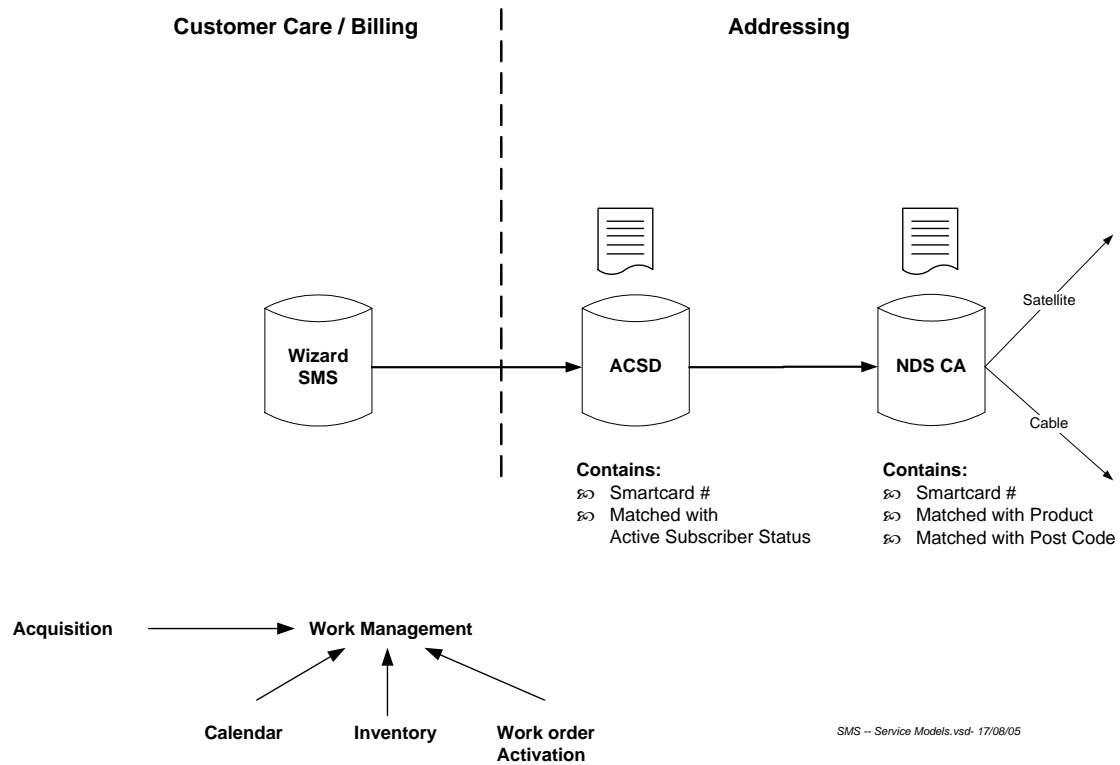 Customer Care / Billing
Addressing
Wizard
SMS
ACSD
NDS CA
Satellite
Cable
Contains:
Smartcard #
Matched with
Active Subscriber Status
Contains:
Smartcard #
Matched with Product
Matched with Post Code
Acquisition
Work Management
Calendar
Inventory
Work order
Activation
SMS -- Service Models.vsd- 17/08/05